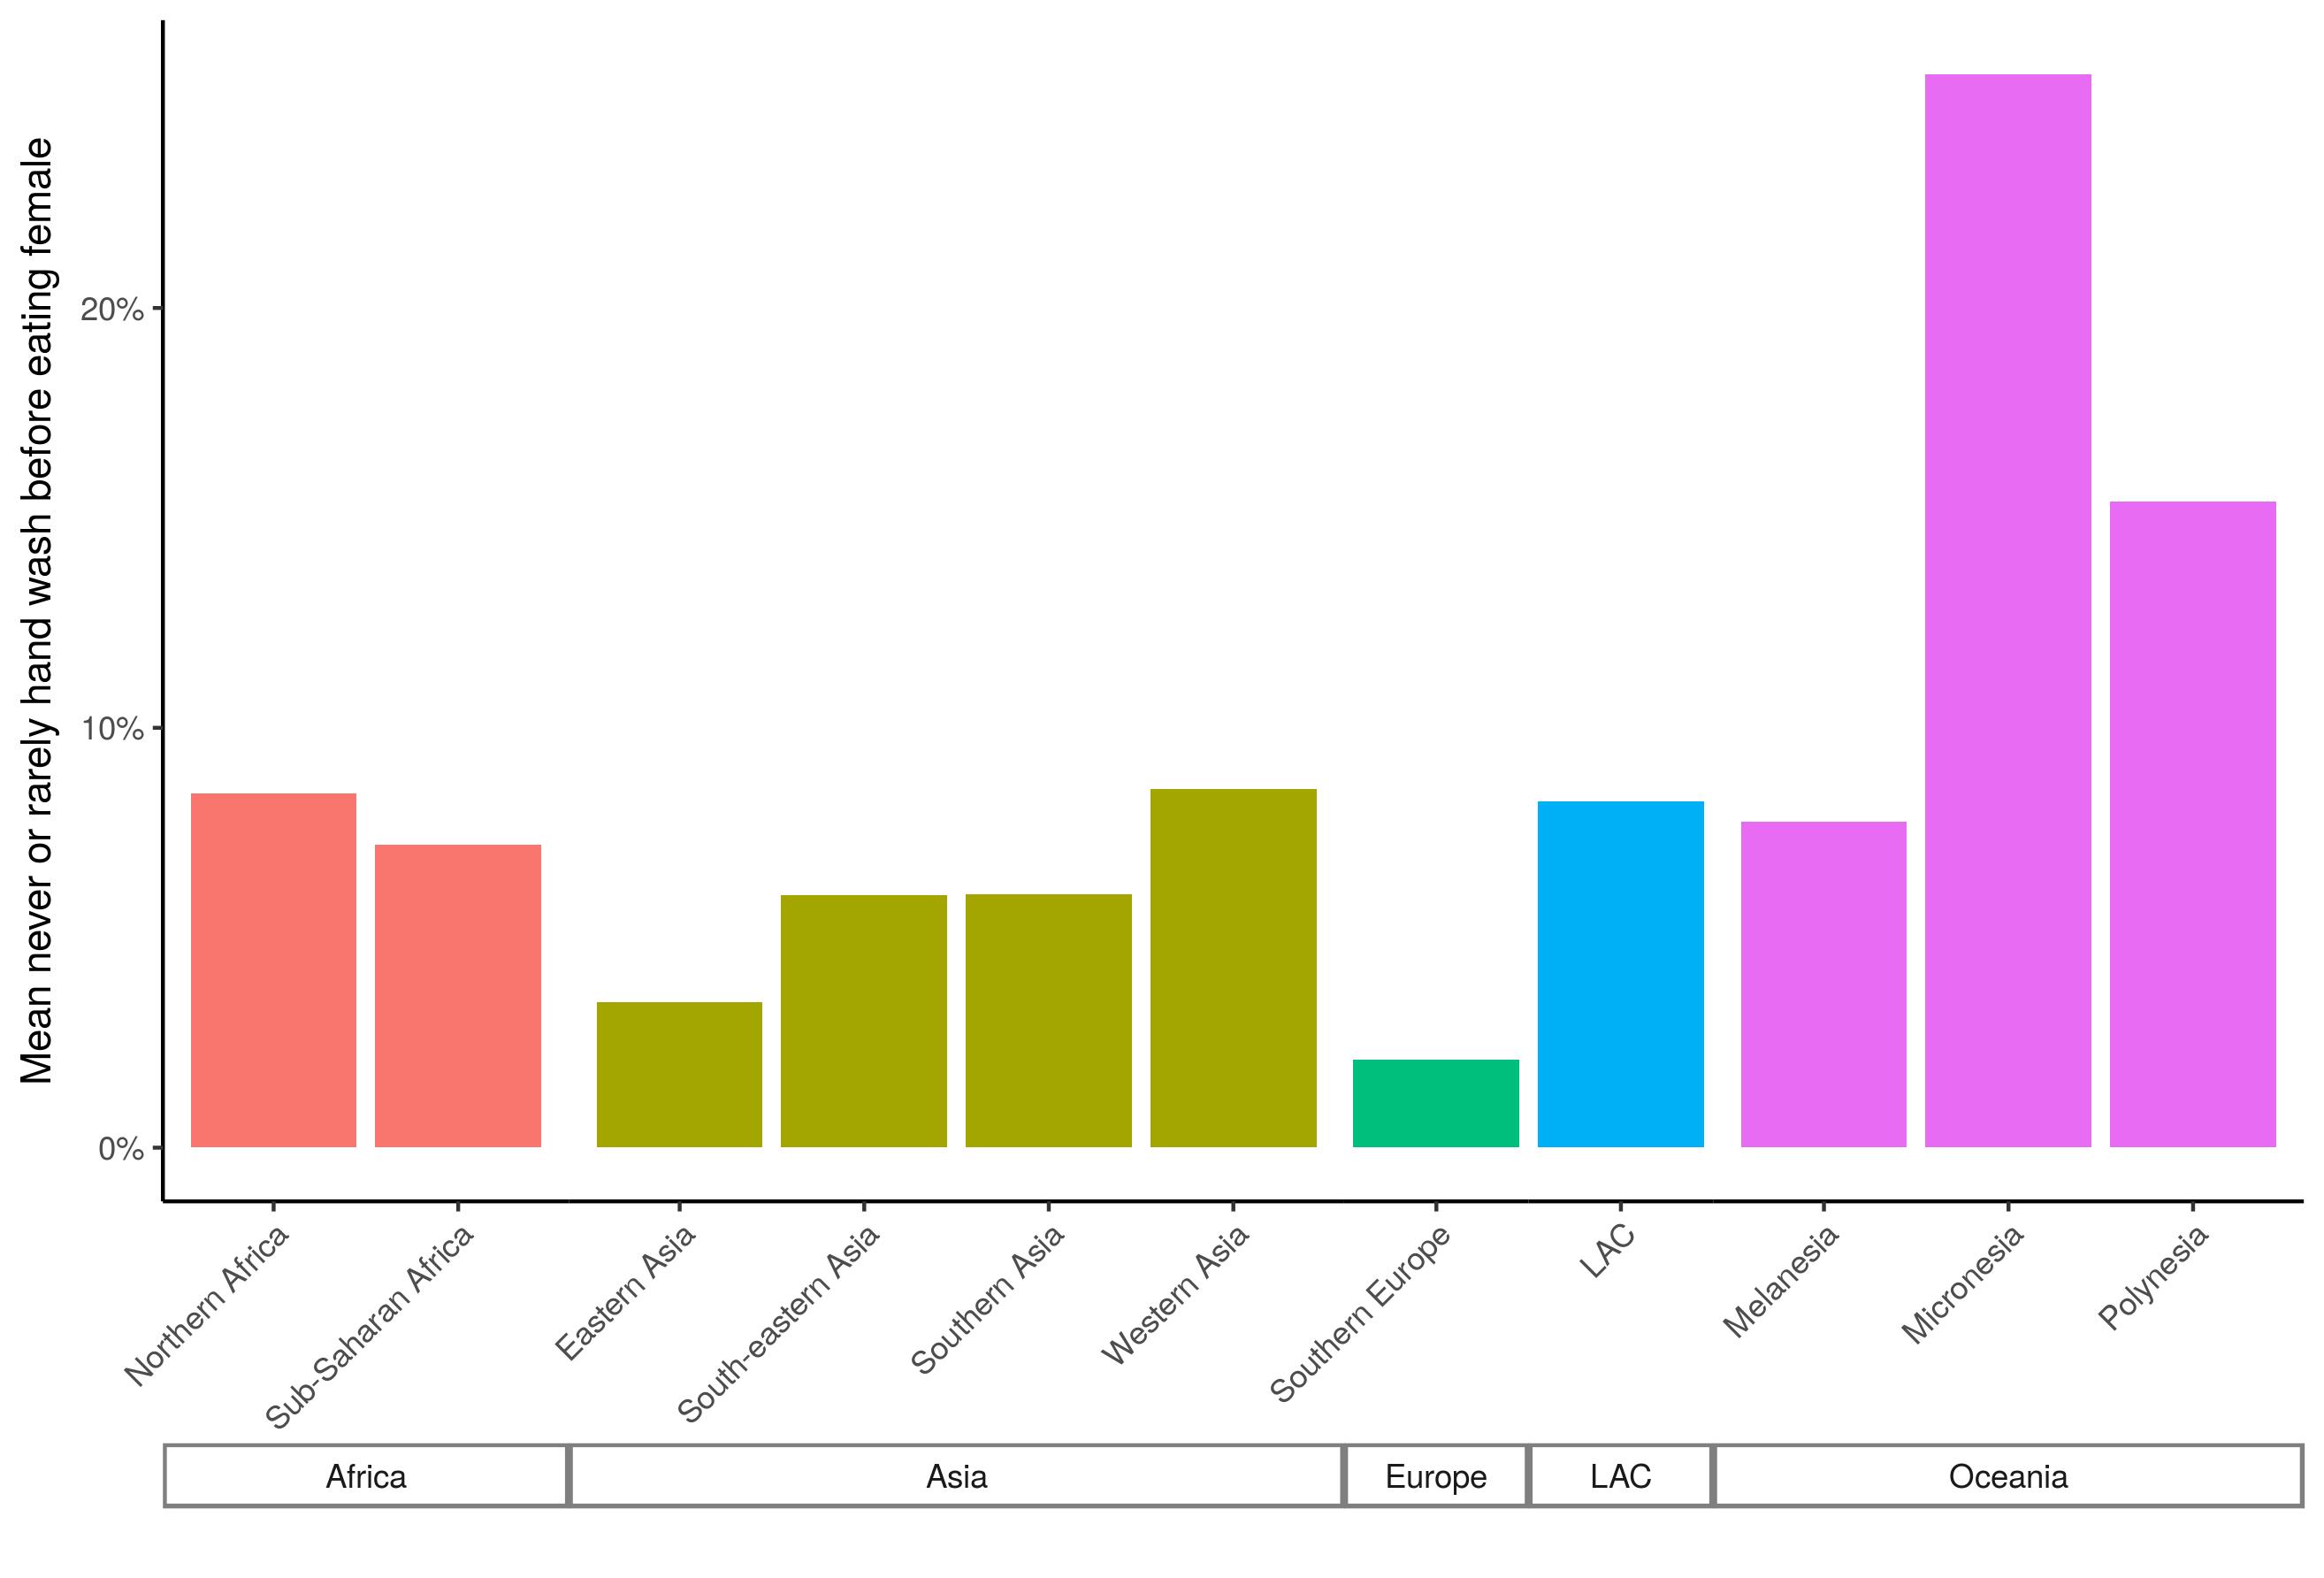 Mean never or rarely hand wash before eating female
20%
10%
0%
Northern Africa
Sub-Saharan Africa
Eastern Asia
South-eastern Asia
Southern Asia
Western Asia
Southern Europe
LAC
Melanesia
Micronesia
Polynesia
Africa
Asia
Europe
LAC
Oceania